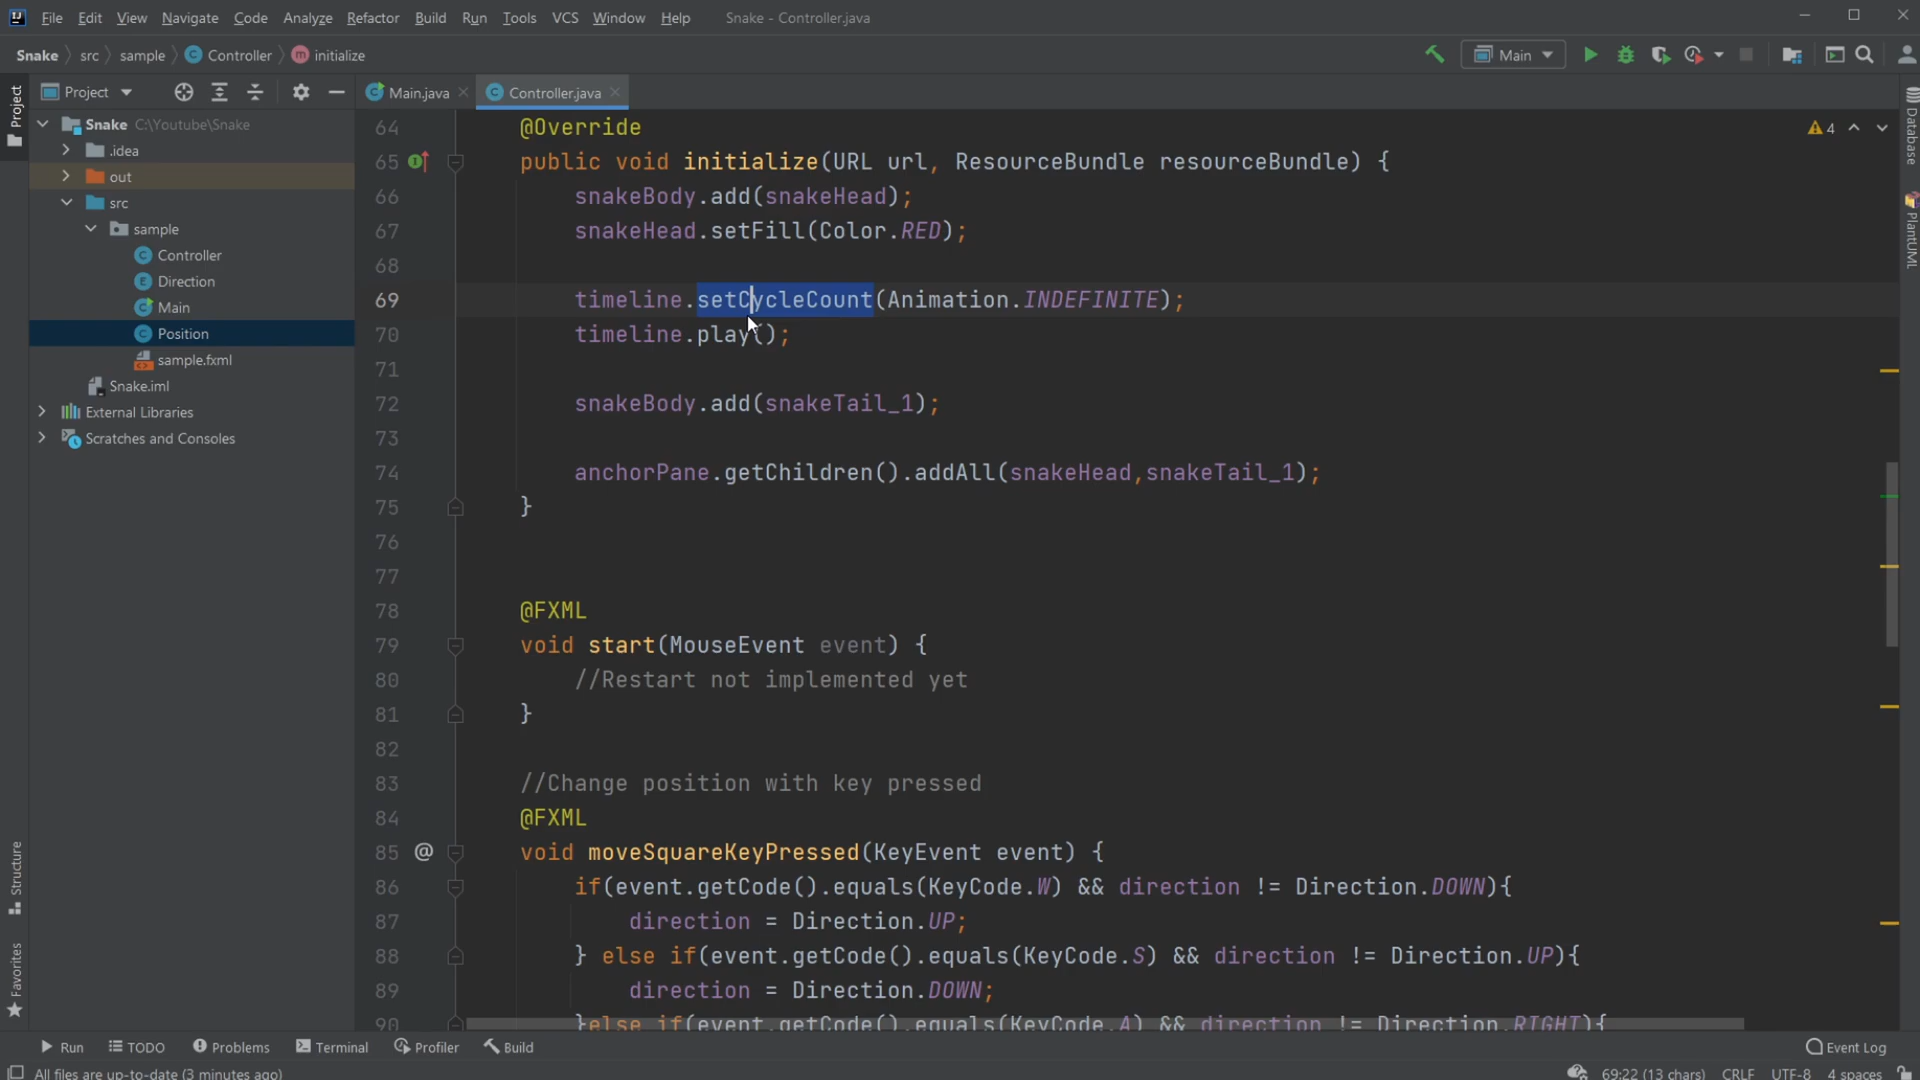 File Edit View Navigate Code Analyze Refactor Build Run Tools VCS Window Help Snake - Controller.java
Snake src sample Controller initialize Main
Project Main.java Controller.java
Project
Snake C:\Youtube\Snake
.idea
out
src
sample
Controller
Direction
Main
Position
sample.fxml
Snake.iml
External Libraries
Scratches and Consoles
Structure
Favorites
64 @Override
65 public void initialize(URL url, ResourceBundle resourceBundle) {
66 snakeBody.add(snakeHead);
67 snakeHead.setFill(Color.RED);
68
69 timeline.setCycleCount(Animation.INDEFINITE);
70 timeline.play();
71
72 snakeBody.add(snakeTail_1);
73
74 anchorPane.getChildren().addAll(snakeHead,snakeTail_1);
75 }
76
77
78 @FXML
79 void start(MouseEvent event) {
80 //Restart not implemented yet
81 }
82
83 //Change position with key pressed
84 @FXML
85 @ void moveSquareKeyPressed(KeyEvent event) {
86 if(event.getCode().equals(KeyCode.W) && direction != Direction.DOWN){
87 direction = Direction.UP;
88 } else if(event.getCode().equals(KeyCode.S) && direction != Direction.UP){
89 direction = Direction.DOWN;
90 }else if(event.getCode().equals(KeyCode.A) && direction != Direction.RIGHT){
4
Database
PlantUML
Run TODO Problems Terminal Profiler Build Event Log
All files are up-to-date (3 minutes ago) 69:22 (13 chars) CRLF UTF-8 4 spaces